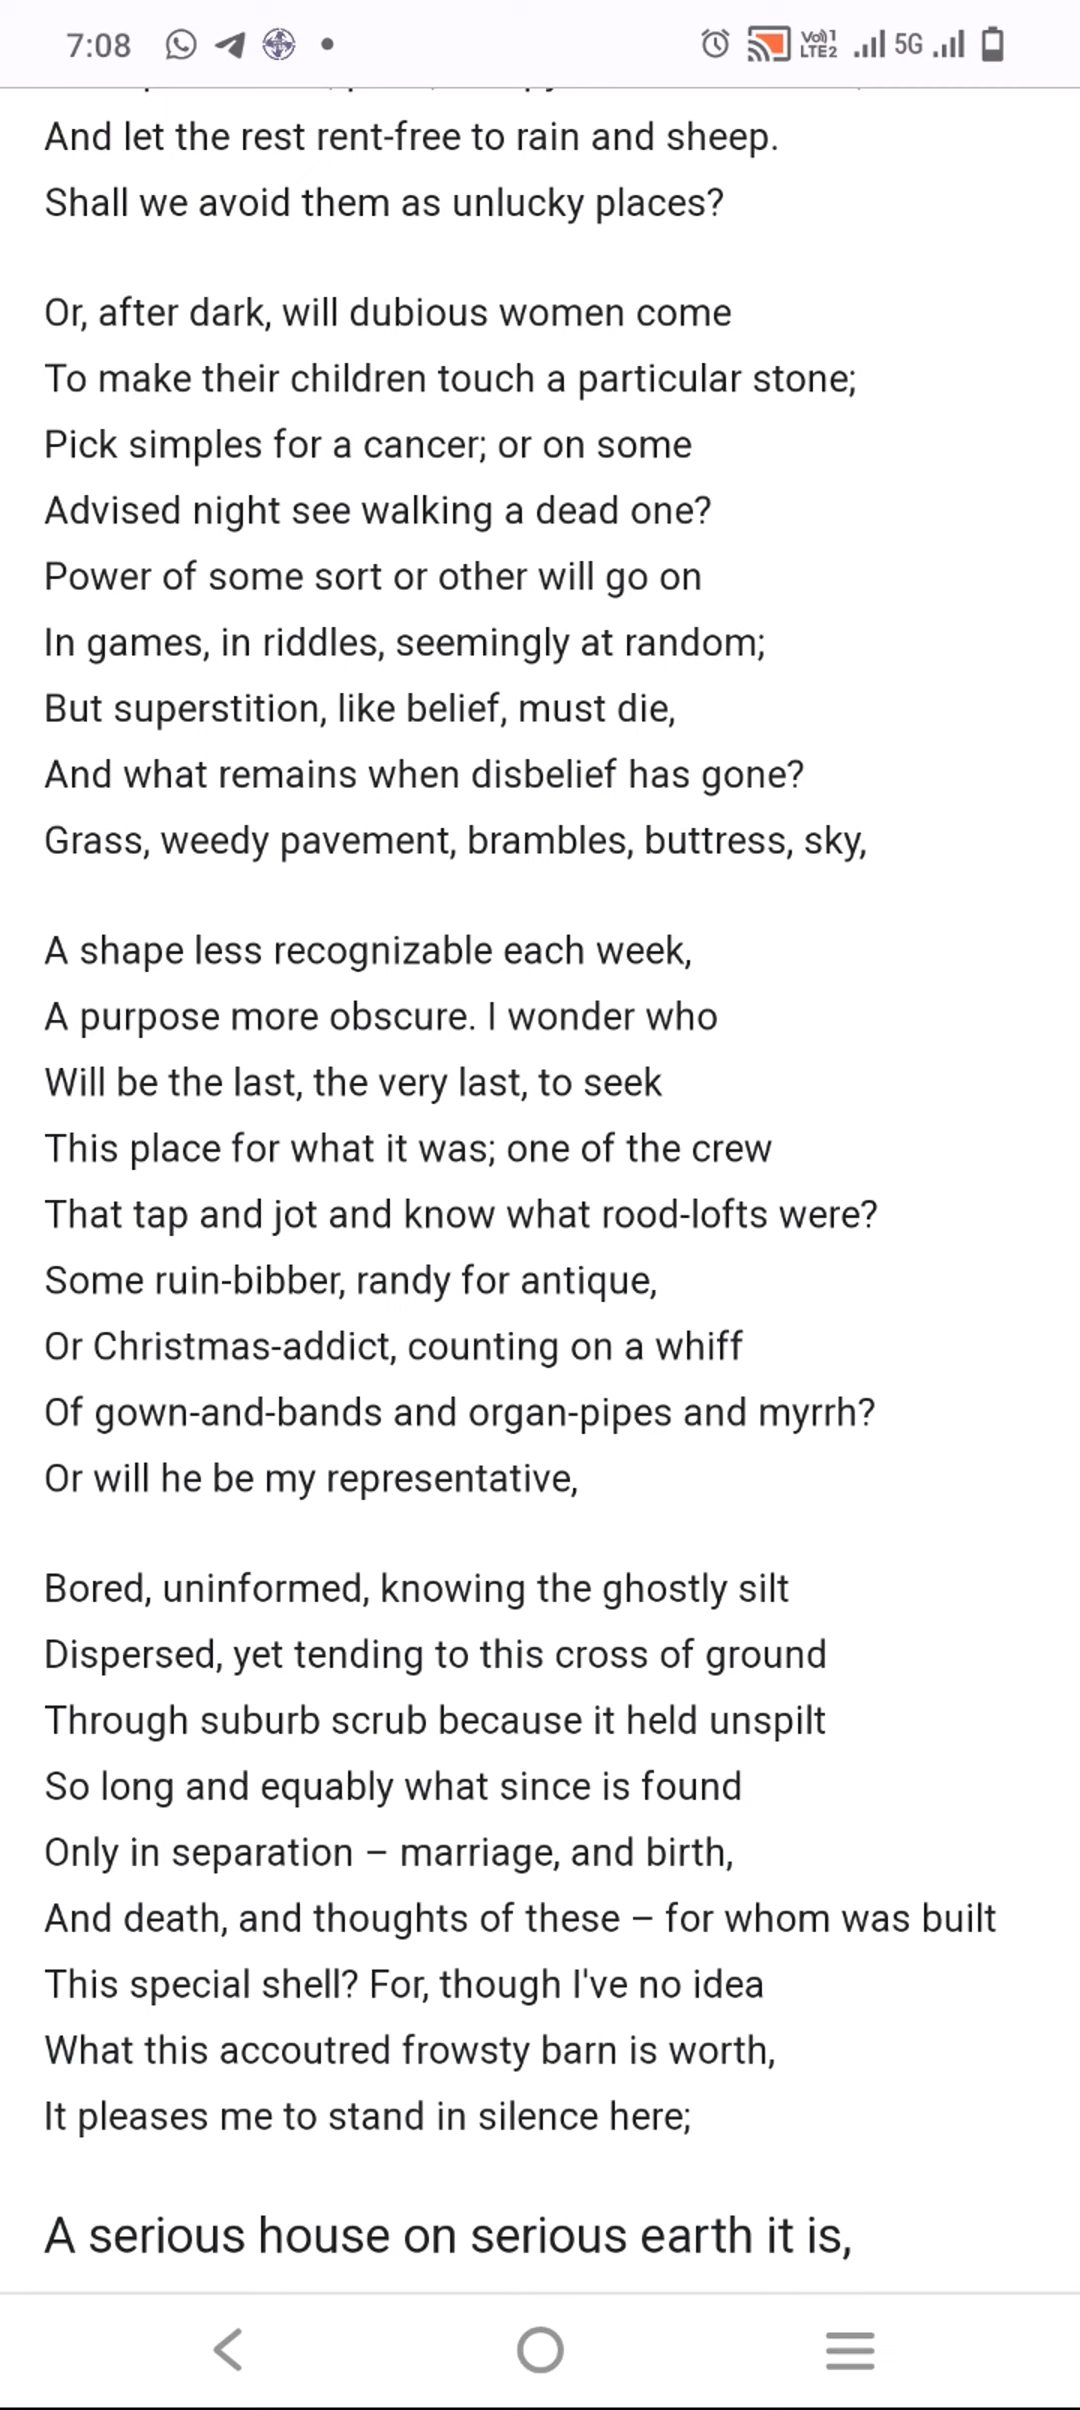 7:08
Vo)) 1
LTE2
5G
And let the rest rent-free to rain and sheep.
Shall we avoid them as unlucky places?
Or, after dark, will dubious women come
To make their children touch a particular stone;
Pick simples for a cancer; or on some
Advised night see walking a dead one?
Power of some sort or other will go on
In games, in riddles, seemingly at random;
But superstition, like belief, must die,
And what remains when disbelief has gone?
Grass, weedy pavement, brambles, buttress, sky,
A shape less recognizable each week,
A purpose more obscure. I wonder who
Will be the last, the very last, to seek
This place for what it was; one of the crew
That tap and jot and know what rood-lofts were?
Some ruin-bibber, randy for antique,
Or Christmas-addict, counting on a whiff
Of gown-and-bands and organ-pipes and myrrh?
Or will he be my representative,
Bored, uninformed, knowing the ghostly silt
Dispersed, yet tending to this cross of ground
Through suburb scrub because it held unspilt
So long and equably what since is found
Only in separation – marriage, and birth,
And death, and thoughts of these – for whom was built
This special shell? For, though I've no idea
What this accoutred frowsty barn is worth,
It pleases me to stand in silence here;
A serious house on serious earth it is,